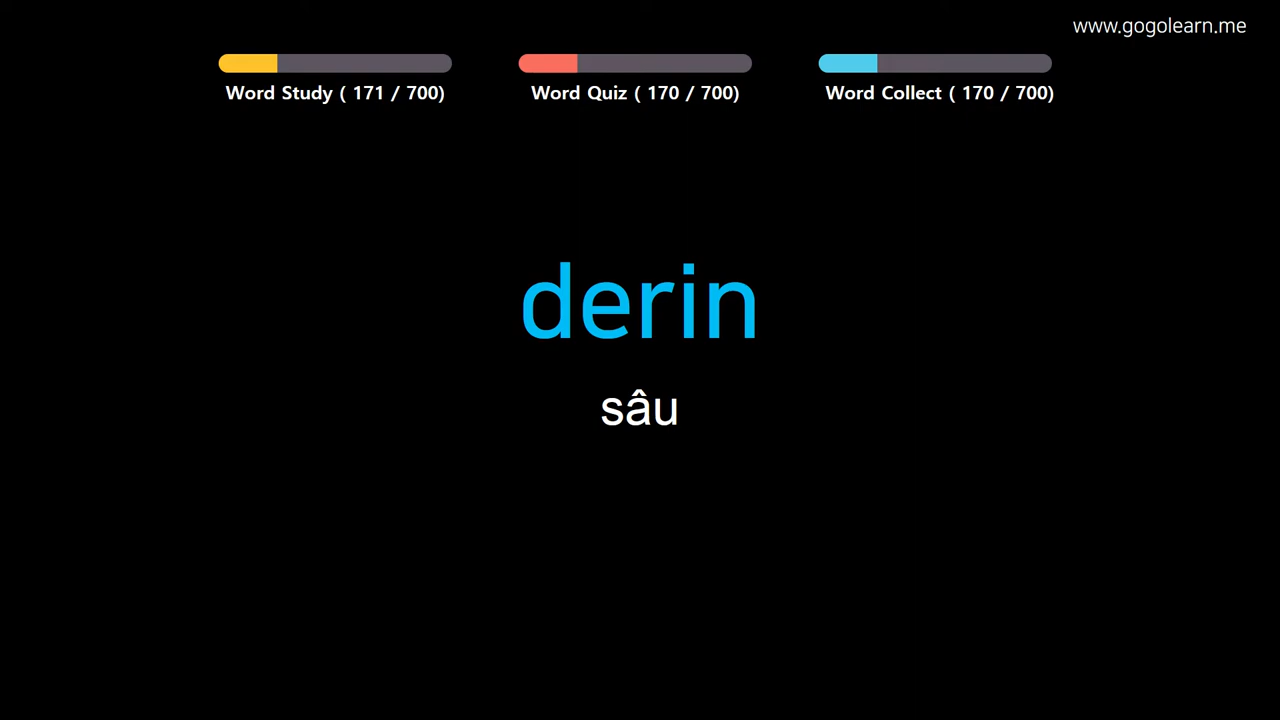 www.gogolearn.me
Word Study ( 171 / 700)
Word Quiz ( 170 / 700)
Word Collect ( 170 / 700)
derin
sâu